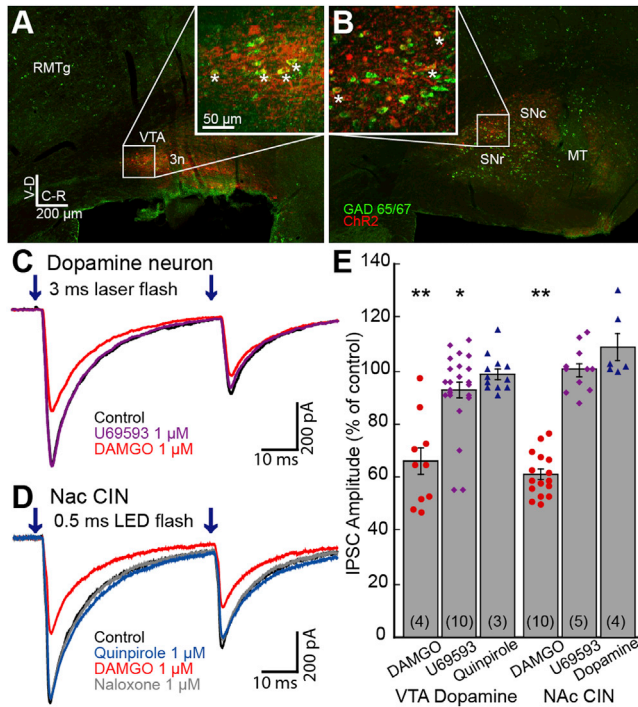 A
B
RMTg
VTA
3n
V-D
C-R
200 µm
*
*
*
*
50 µm
*
*
*
SNc
SNr
MT
GAD 65/67
ChR2
C Dopamine neuron
3 ms laser flash
Control
U69593 1 µM
DAMGO 1 µM
200 pA
10 ms
D Nac CIN
0.5 ms LED flash
Control
Quinpirole 1 µM
DAMGO 1 µM
Naloxone 1 µM
200 pA
10 ms
E
IPSC Amplitude (% of control)
140
120
100
80
60
40
20
0
** * **
(4) (10) (3) (10) (5) (4)
DAMGO U69593 Quinpirole DAMGO U69593 Dopamine
VTA Dopamine NAc CIN